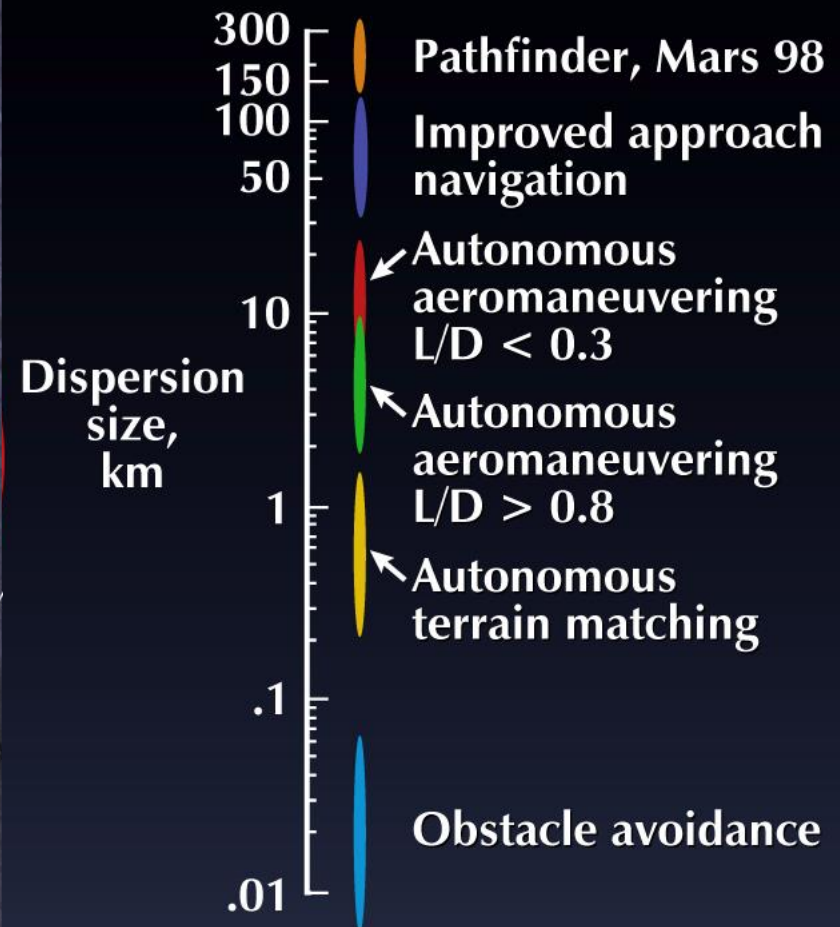 300
150
100
50
10
1
.1
.01
Dispersion
size,
km
Pathfinder, Mars 98
Improved approach
navigation
Autonomous
aeromaneuvering
L/D < 0.3
Autonomous
aeromaneuvering
L/D > 0.8
Autonomous
terrain matching
Obstacle avoidance